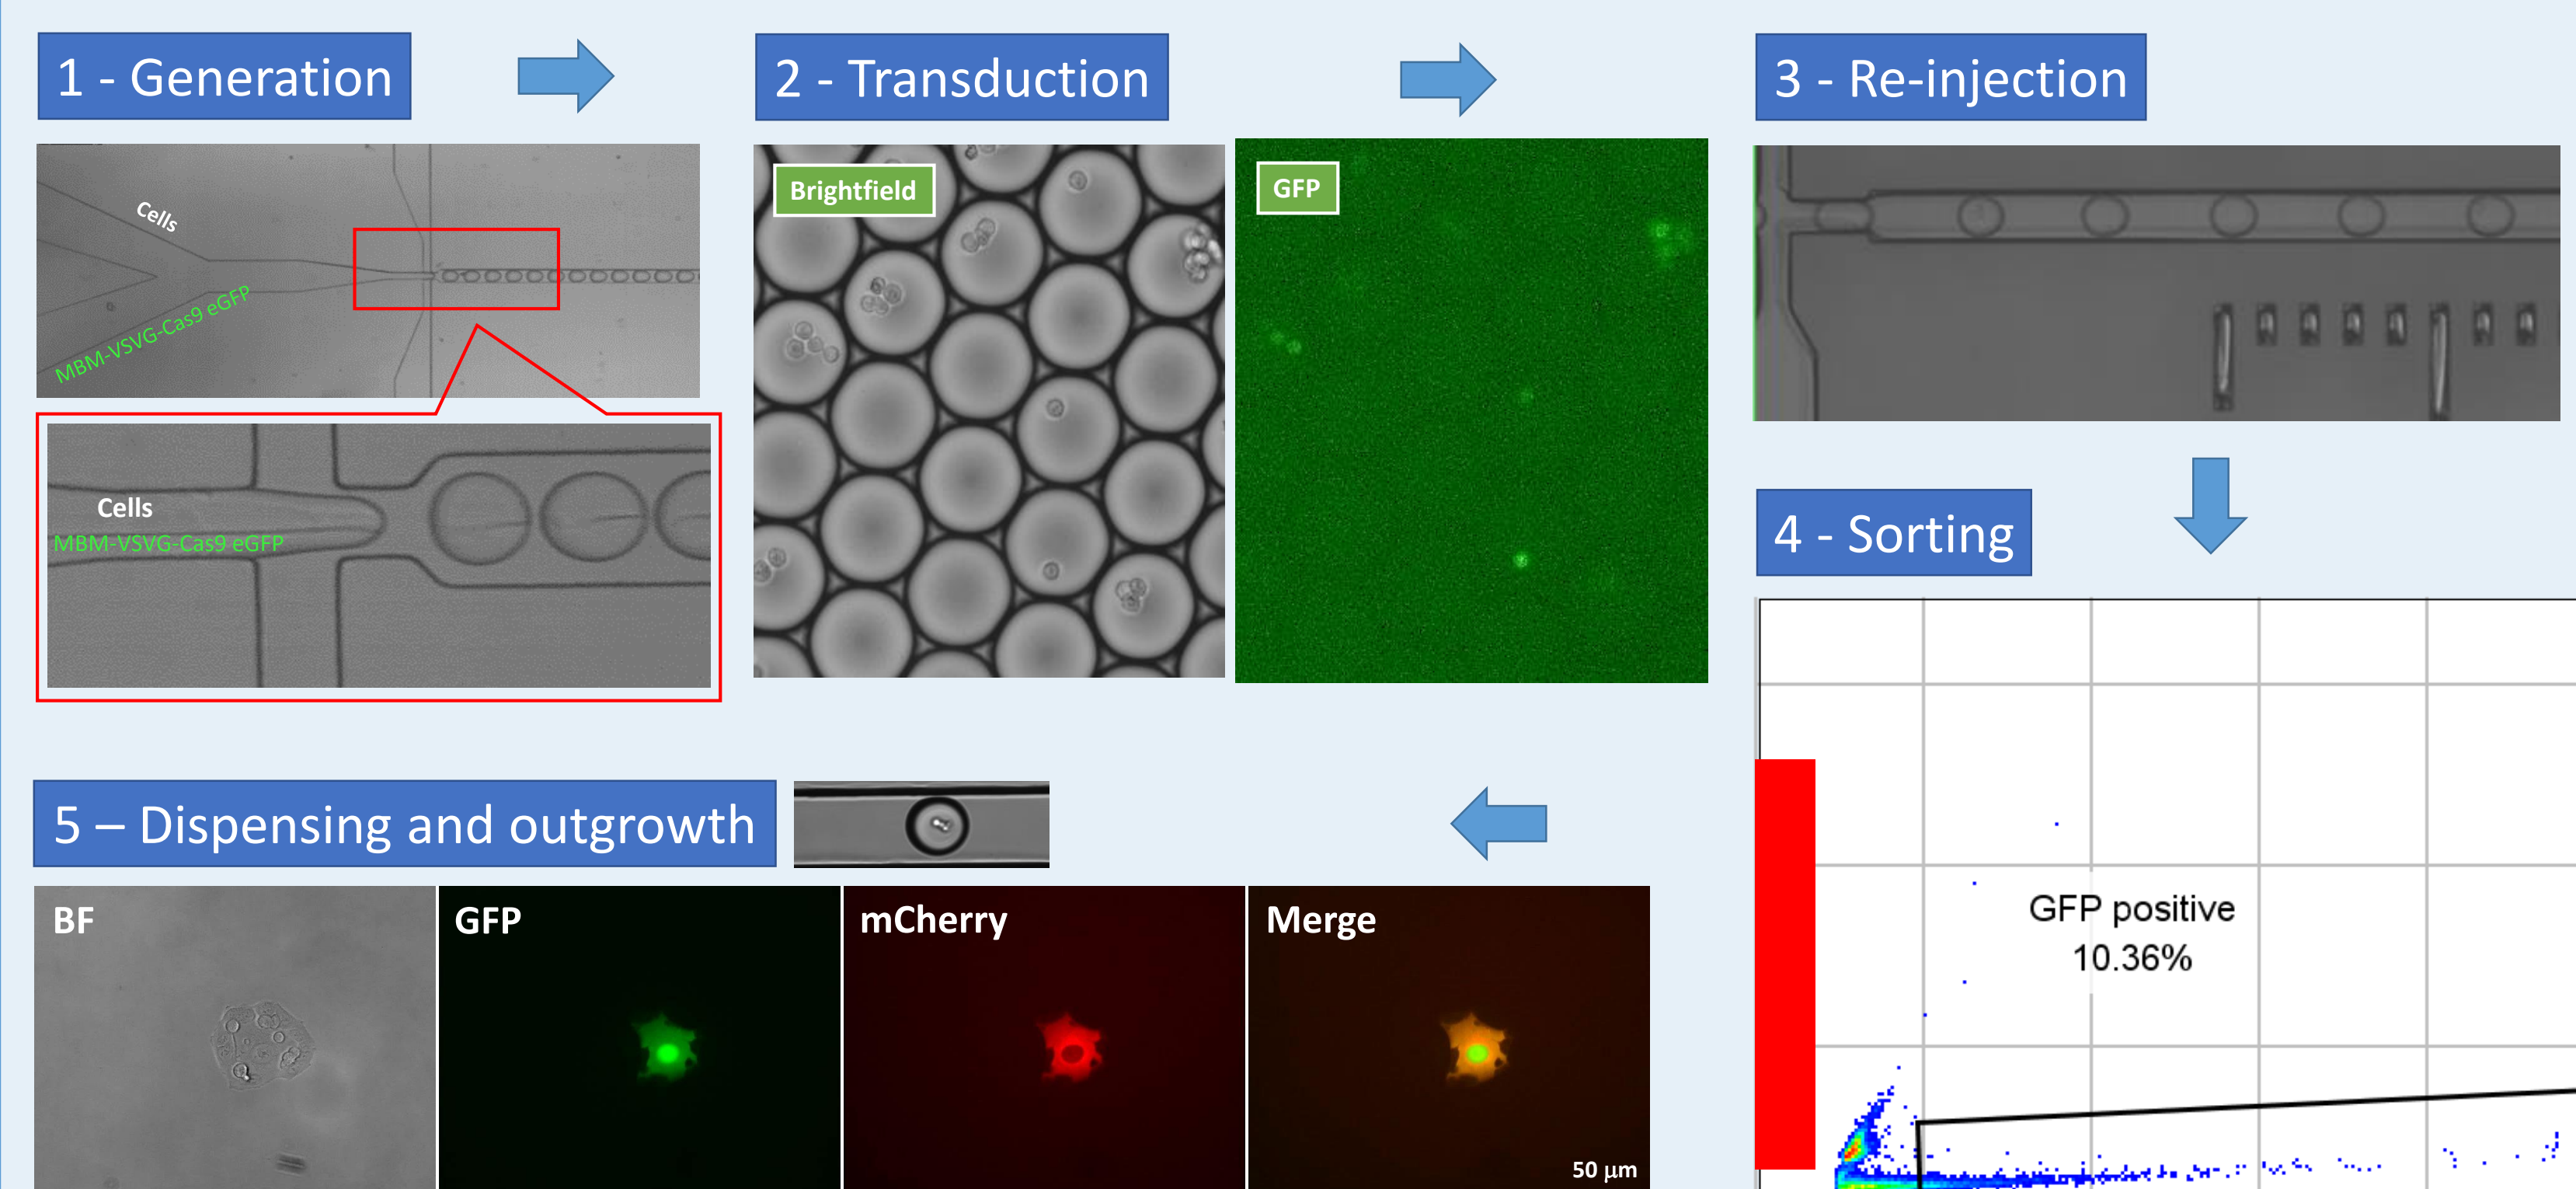 1 - Generation
Cells
MBM-VSVG-Cas9 eGFP
Cells
MBM-VSVG-Cas9 eGFP
2 - Transduction
Brightfield
GFP
3 - Re-injection
4 - Sorting
GFP positive
10.36%
5 – Dispensing and outgrowth
BF
GFP
mCherry
Merge
50 µm